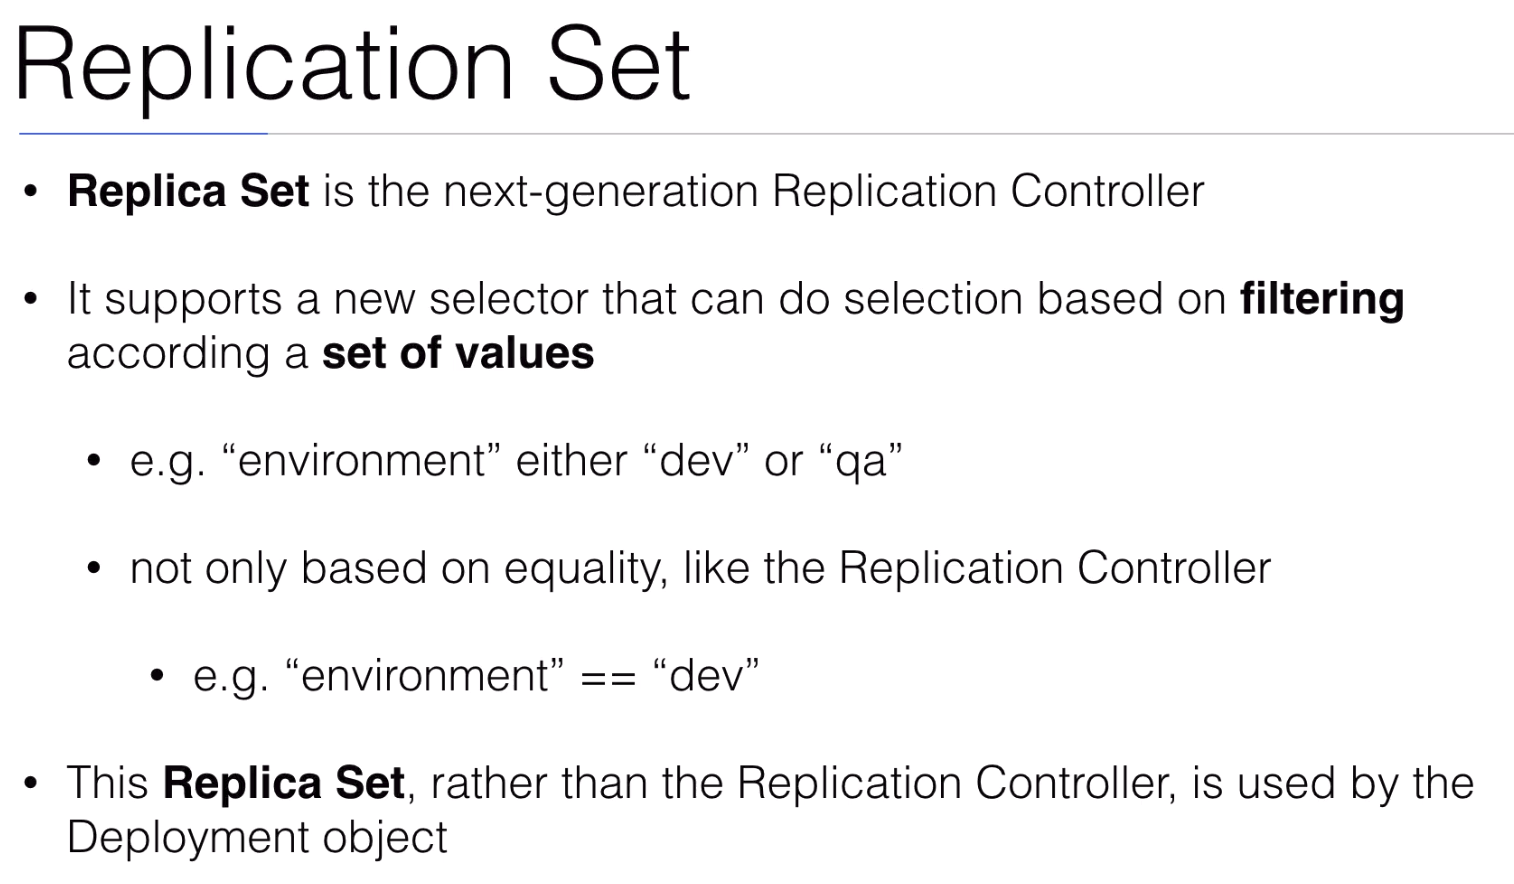 Replication Set
• Replica Set is the next-generation Replication Controller
• It supports a new selector that can do selection based on filtering
according a set of values
• e.g. “environment” either “dev” or “qa”
• not only based on equality, like the Replication Controller
• e.g. “environment” == “dev”
• This Replica Set, rather than the Replication Controller, is used by the
Deployment object